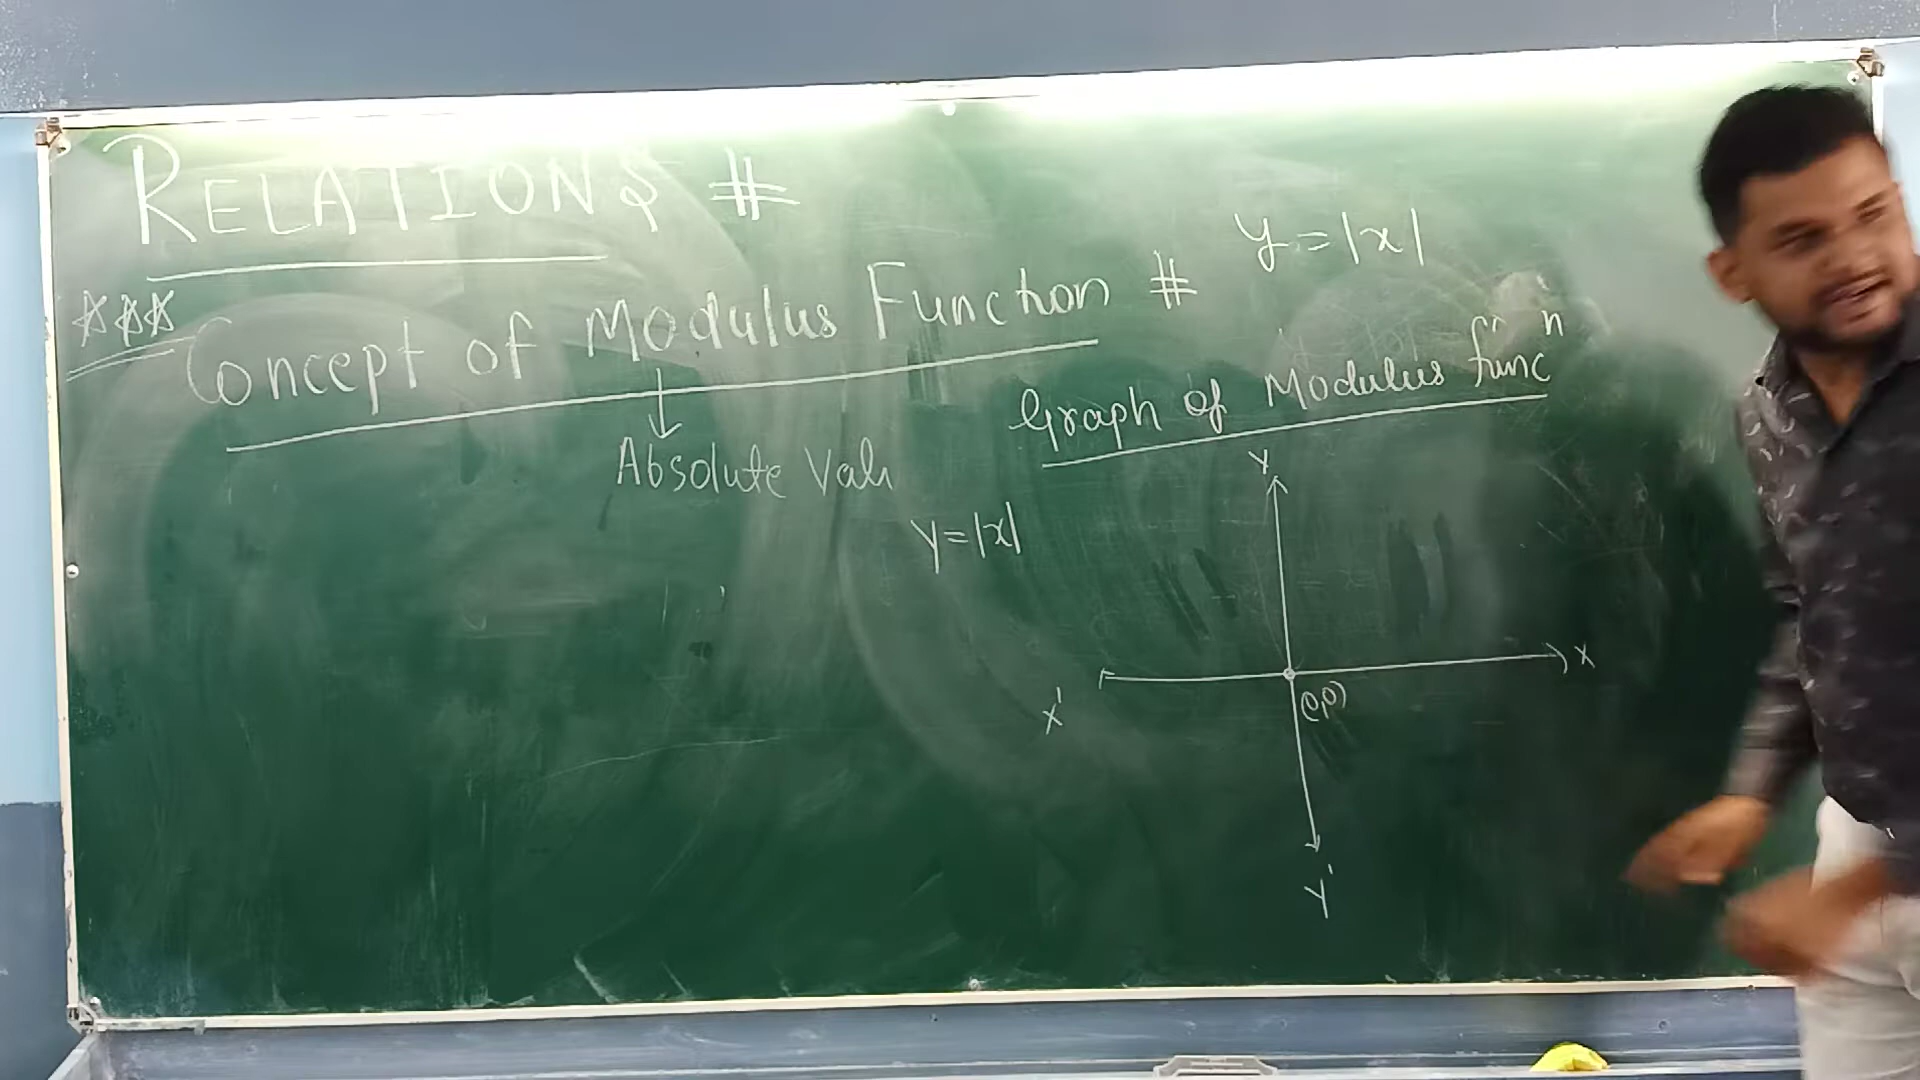 RELATIONS #
*** Concept of Modulus Function # y = |x|
Absolute Valu
Graph of Modulus funcⁿ
y = |x|
Y
X' X
(0,0)
Y'